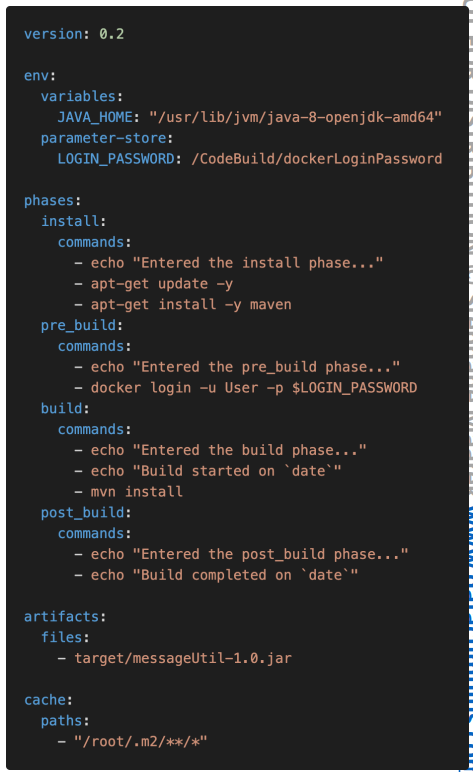 version: 0.2

env:
  variables:
    JAVA_HOME: "/usr/lib/jvm/java-8-openjdk-amd64"
  parameter-store:
    LOGIN_PASSWORD: /CodeBuild/dockerLoginPassword

phases:
  install:
    commands:
      - echo "Entered the install phase..."
      - apt-get update -y
      - apt-get install -y maven
  pre_build:
    commands:
      - echo "Entered the pre_build phase..."
      - docker login -u User -p $LOGIN_PASSWORD
  build:
    commands:
      - echo "Entered the build phase..."
      - echo "Build started on `date`"
      - mvn install
  post_build:
    commands:
      - echo "Entered the post_build phase..."
      - echo "Build completed on `date`"

artifacts:
  files:
    - target/messageUtil-1.0.jar

cache:
  paths:
    - "/root/.m2/**/*"